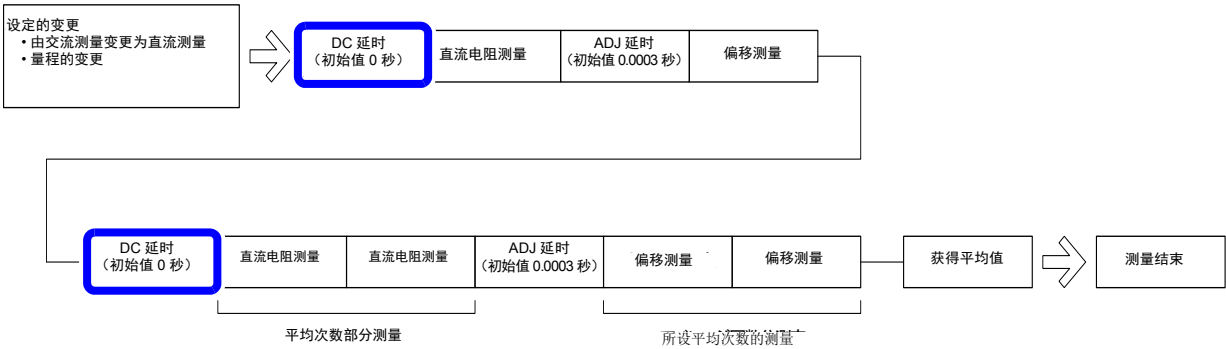 设定的变更
• 由交流测量变更为直流测量
• 量程的变更
DC 延时
（初始值 0 秒）
直流电阻测量
ADJ 延时
（初始值 0.0003 秒）
偏移测量
DC 延时
（初始值 0 秒）
直流电阻测量
直流电阻测量
ADJ 延时
（初始值 0.0003 秒）
偏移测量
偏移测量
获得平均值
测量结束
平均次数部分测量
所设平均次数的测量